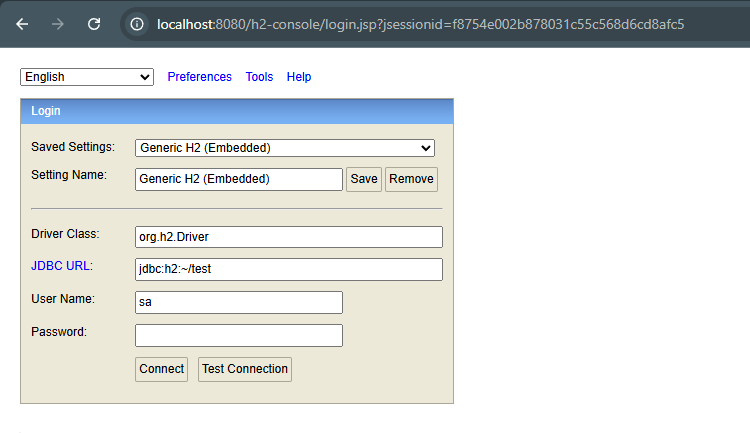 localhost:8080/h2-console/login.jsp?jsessionid=f8754e002b878031c55c568d6cd8afc5
English Preferences Tools Help
Login
Saved Settings: Generic H2 (Embedded)
Setting Name: Generic H2 (Embedded) Save Remove
Driver Class: org.h2.Driver
JDBC URL: jdbc:h2:~/test
User Name: sa
Password:
Connect Test Connection